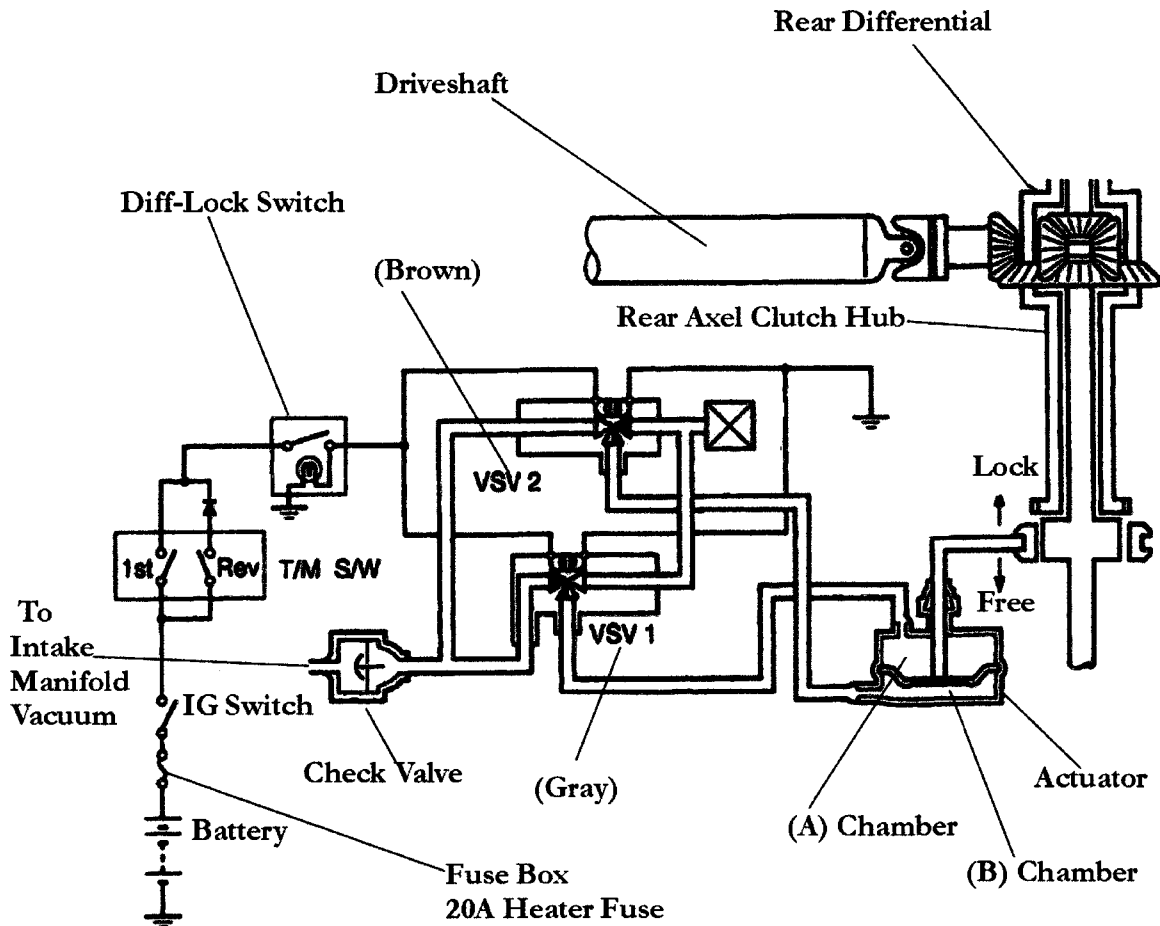 Rear Differential
Driveshaft
Diff-Lock Switch
(Brown)
Rear Axel Clutch Hub
VSV 2
Lock
1st
Rev
T/M S/W
Free
To
Intake
Manifold
Vacuum
VSV 1
IG Switch
Check Valve
(Gray)
Actuator
(A) Chamber
Battery
(B) Chamber
Fuse Box
20A Heater Fuse